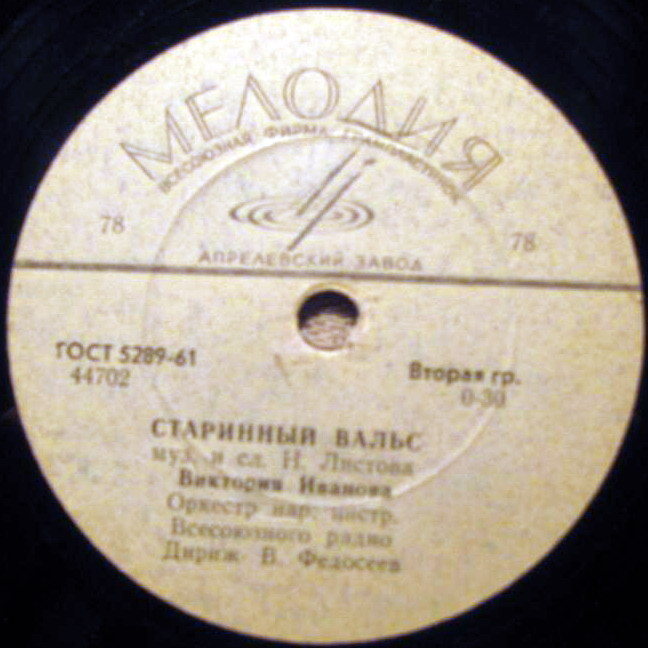 МЕЛОДИЯ
ВСЕСОЮЗНАЯ ФИРМА ГРАМПЛАСТИНОК
78
78
АПРЕЛЕВСКИЙ ЗАВОД
ГОСТ 5289-61
44702
Вторая гр.
0-30
СТАРИННЫЙ ВАЛЬС
муз. и сл. Н. Листова
Виктория Иванова
Оркестр нар. инстр.
Всесоюзного радио
Дириж В. Федосеев